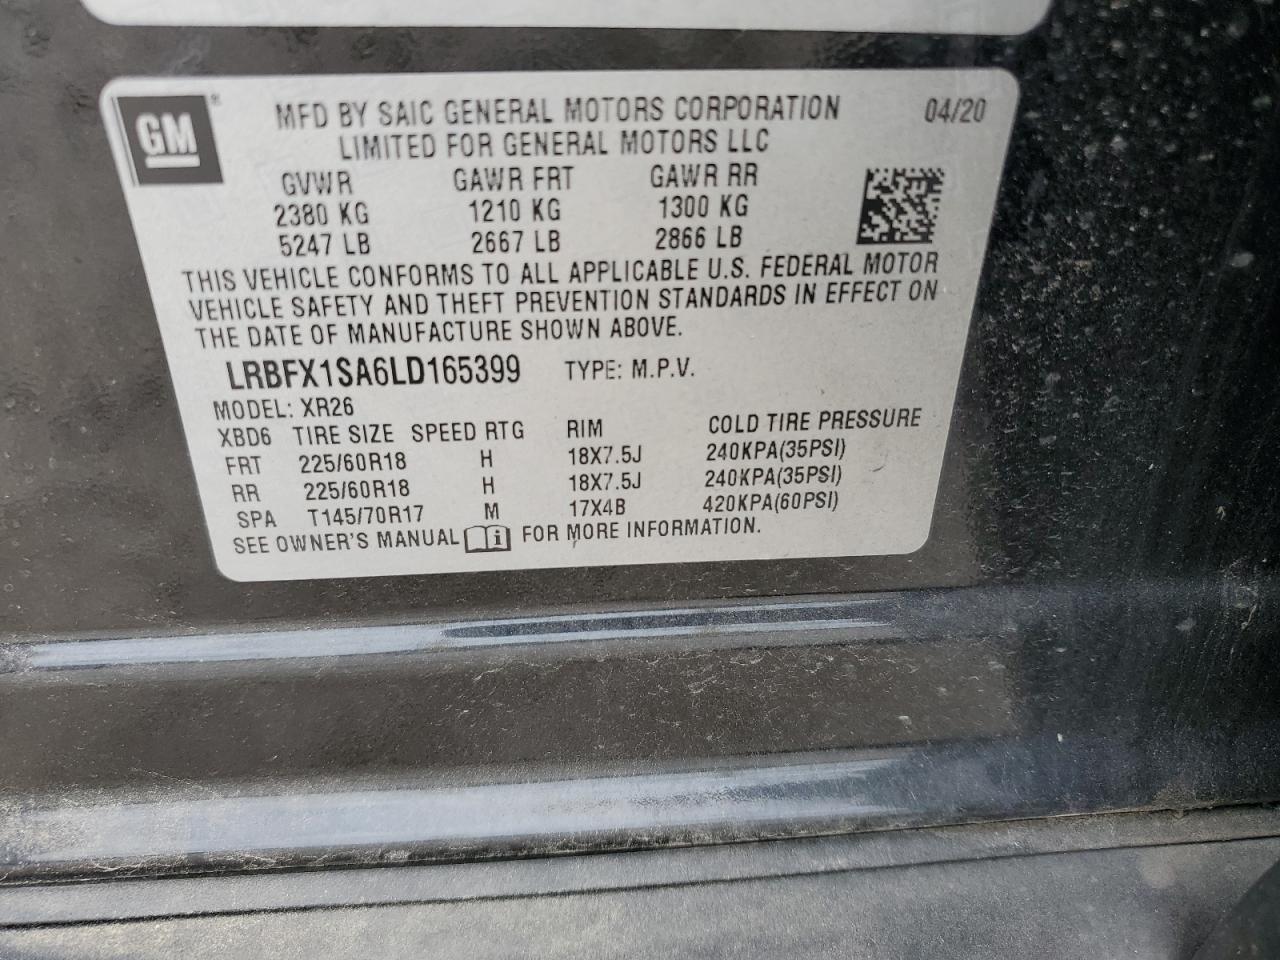 GM ®
MFD BY SAIC GENERAL MOTORS CORPORATION 04/20
LIMITED FOR GENERAL MOTORS LLC
GVWR GAWR FRT GAWR RR
2380 KG 1210 KG 1300 KG
5247 LB 2667 LB 2866 LB
THIS VEHICLE CONFORMS TO ALL APPLICABLE U.S. FEDERAL MOTOR
VEHICLE SAFETY AND THEFT PREVENTION STANDARDS IN EFFECT ON
THE DATE OF MANUFACTURE SHOWN ABOVE.
LRBFX1SA6LD165399 TYPE: M.P.V.
MODEL: XR26
XBD6 TIRE SIZE SPEED RTG RIM COLD TIRE PRESSURE
FRT 225/60R18 H 18X7.5J 240KPA(35PSI)
RR 225/60R18 H 18X7.5J 240KPA(35PSI)
SPA T145/70R17 M 17X4B 420KPA(60PSI)
SEE OWNER'S MANUAL i FOR MORE INFORMATION.